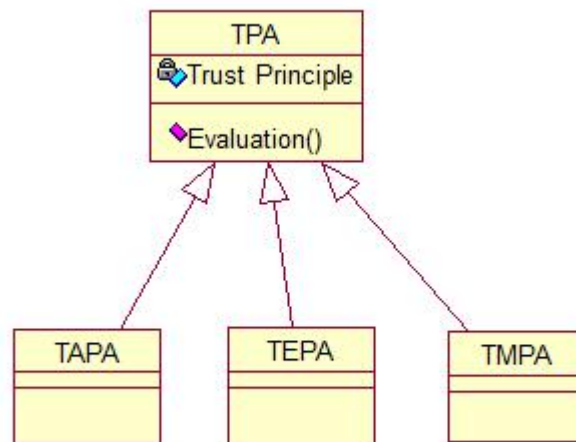 TPA
Trust Principle
Evaluation()
TAPA
TEPA
TMPA